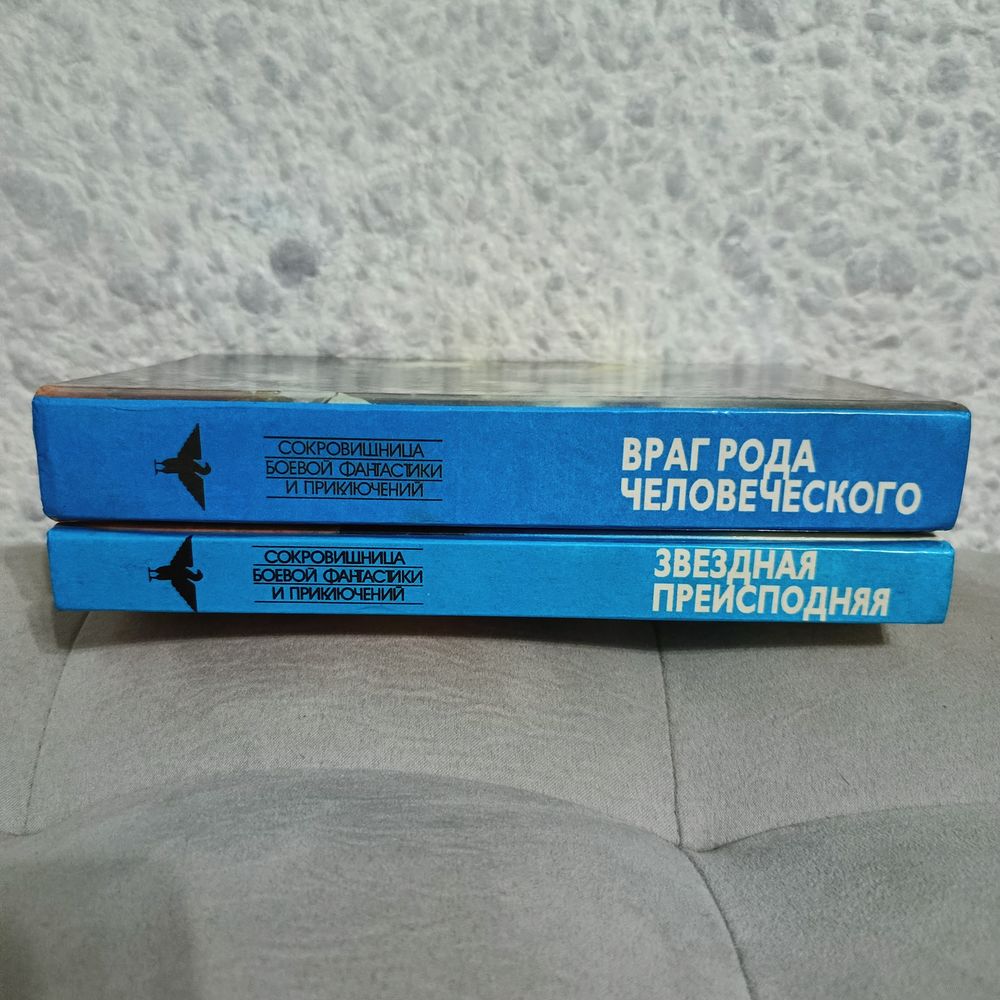 СОКРОВИЩНИЦА
БОЕВОЙ ФАНТАСТИКИ
И ПРИКЛЮЧЕНИЙ
ВРАГ РОДА
ЧЕЛОВЕЧЕСКОГО
СОКРОВИЩНИЦА
БОЕВОЙ ФАНТАСТИКИ
И ПРИКЛЮЧЕНИЙ
ЗВЕЗДНАЯ
ПРЕИСПОДНЯЯ